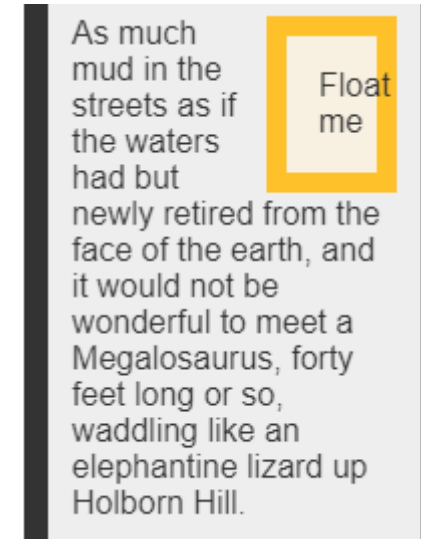 As much
mud in the
streets as if
the waters
had but
newly retired from the
face of the earth, and
it would not be
wonderful to meet a
Megalosaurus, forty
feet long or so,
waddling like an
elephantine lizard up
Holborn Hill.
Float
me